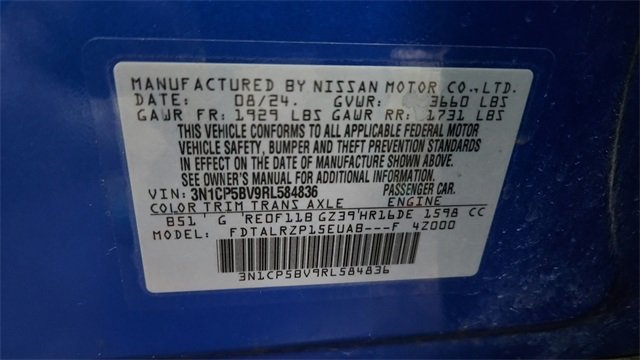 MANUFACTURED BY NISSAN MOTOR CO., LTD.
DATE: 08/24. GVWR: 3660 LBS
GAWR FR: 1929 LBS GAWR RR: 1731 LBS
THIS VEHICLE CONFORMS TO ALL APPLICABLE FEDERAL MOTOR
VEHICLE SAFETY, BUMPER AND THEFT PREVENTION STANDARDS
IN EFFECT ON THE DATE OF MANUFACTURE SHOWN ABOVE.
SEE OWNER'S MANUAL FOR ADDITIONAL INFORMATION.
VIN: 3N1CP5BV9RL584836 PASSENGER CAR.
COLOR TRIM TRANS AXLE ENGINE
B51 G RE0F11B GZ39 HR16DE 1598 CC
MODEL: FDTALRZP15EUAB---F 4Z000
3N1CP5BV9RL584836